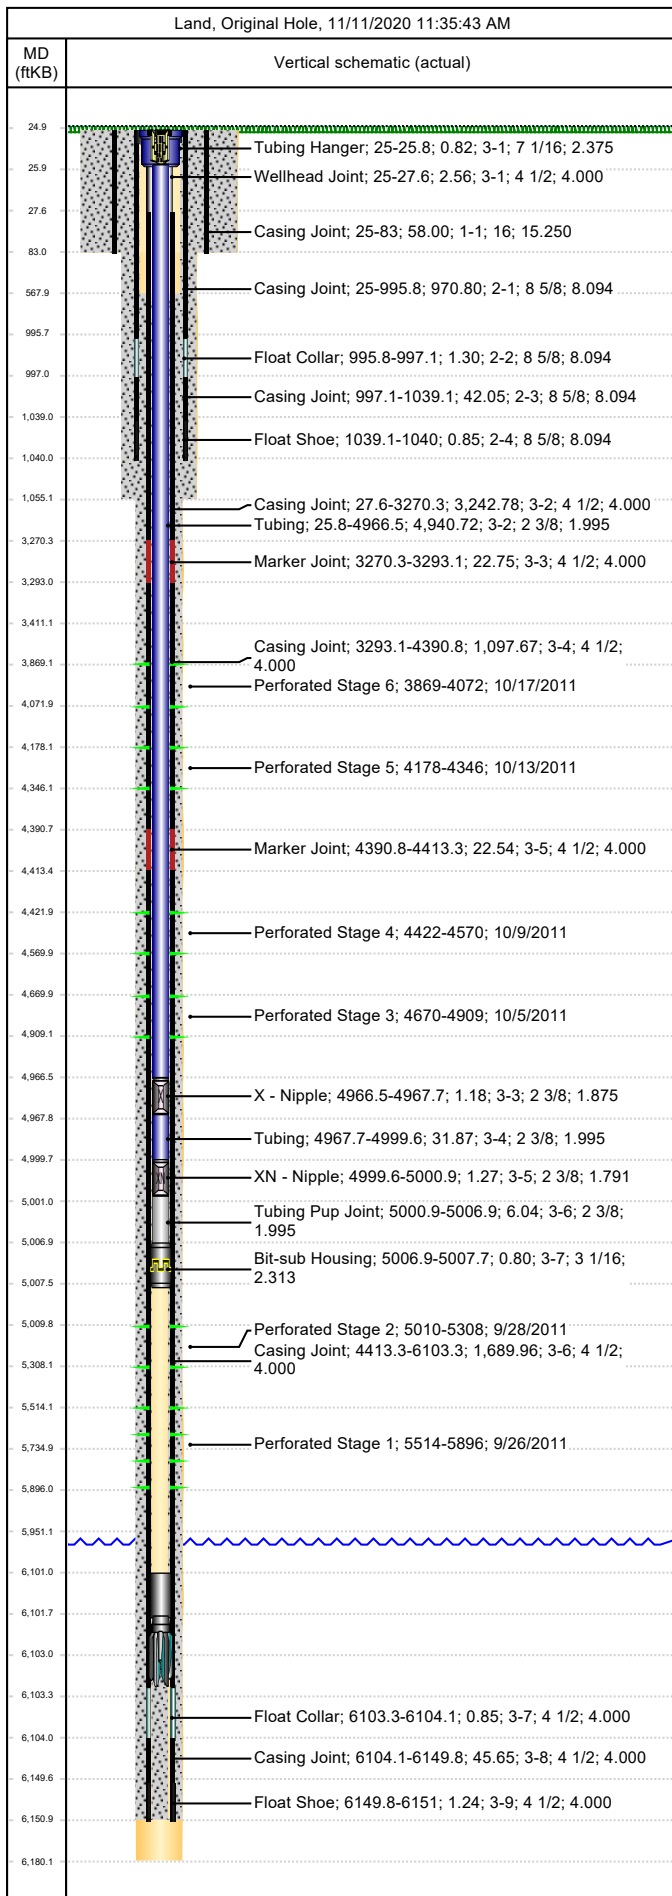 Land, Original Hole, 11/11/2020 11:35:43 AM
MD
(ftKB)
Vertical schematic (actual)
24.9
Tubing Hanger; 25-25.8; 0.82; 3-1; 7 1/16; 2.375
25.9
Wellhead Joint; 25-27.6; 2.56; 3-1; 4 1/2; 4.000
27.6
Casing Joint; 25-83; 58.00; 1-1; 16; 15.250
83.0
Casing Joint; 25-995.8; 970.80; 2-1; 8 5/8; 8.094
567.9
995.7
Float Collar; 995.8-997.1; 1.30; 2-2; 8 5/8; 8.094
997.0
Casing Joint; 997.1-1039.1; 42.05; 2-3; 8 5/8; 8.094
1,039.0
Float Shoe; 1039.1-1040; 0.85; 2-4; 8 5/8; 8.094
1,040.0
1,055.1
Casing Joint; 27.6-3270.3; 3,242.78; 3-2; 4 1/2; 4.000
Tubing; 25.8-4966.5; 4,940.72; 3-2; 2 3/8; 1.995
3,270.3
Marker Joint; 3270.3-3293.1; 22.75; 3-3; 4 1/2; 4.000
3,293.0
3,411.1
Casing Joint; 3293.1-4390.8; 1,097.67; 3-4; 4 1/2;
4.000
3,869.1
Perforated Stage 6; 3869-4072; 10/17/2011
4,071.9
4,178.1
Perforated Stage 5; 4178-4346; 10/13/2011
4,346.1
4,390.7
Marker Joint; 4390.8-4413.3; 22.54; 3-5; 4 1/2; 4.000
4,413.4
4,421.9
Perforated Stage 4; 4422-4570; 10/9/2011
4,569.9
4,669.9
Perforated Stage 3; 4670-4909; 10/5/2011
4,909.1
4,966.5
X - Nipple; 4966.5-4967.7; 1.18; 3-3; 2 3/8; 1.875
4,967.8
Tubing; 4967.7-4999.6; 31.87; 3-4; 2 3/8; 1.995
4,999.7
XN - Nipple; 4999.6-5000.9; 1.27; 3-5; 2 3/8; 1.791
5,001.0
Tubing Pup Joint; 5000.9-5006.9; 6.04; 3-6; 2 3/8;
1.995
5,006.9
Bit-sub Housing; 5006.9-5007.7; 0.80; 3-7; 3 1/16;
2.313
5,007.5
5,009.8
Perforated Stage 2; 5010-5308; 9/28/2011
Casing Joint; 4413.3-6103.3; 1,689.96; 3-6; 4 1/2;
4.000
5,308.1
5,514.1
Perforated Stage 1; 5514-5896; 9/26/2011
5,734.9
5,896.0
5,951.1
6,101.0
6,101.7
6,103.0
6,103.3
Float Collar; 6103.3-6104.1; 0.85; 3-7; 4 1/2; 4.000
6,104.0
Casing Joint; 6104.1-6149.8; 45.65; 3-8; 4 1/2; 4.000
6,149.6
Float Shoe; 6149.8-6151; 1.24; 3-9; 4 1/2; 4.000
6,150.9
6,180.1